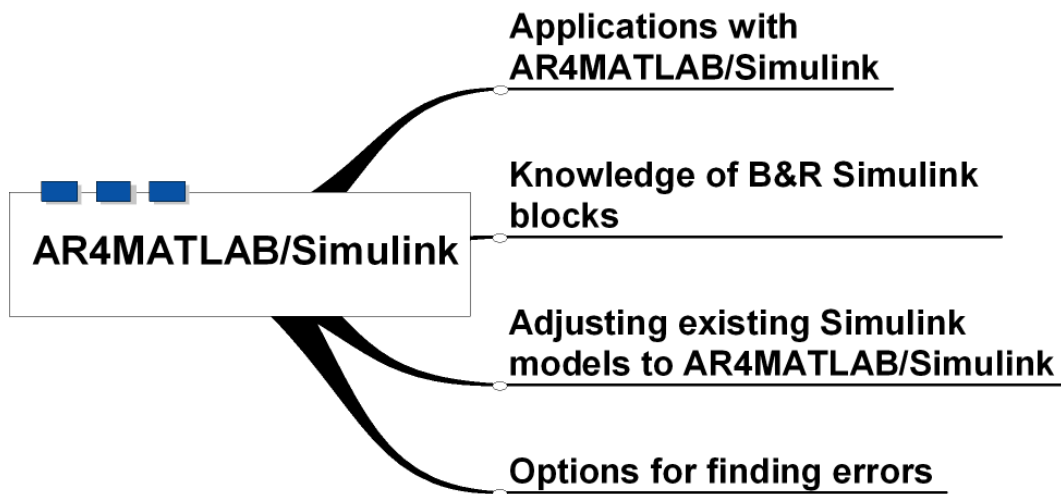 Applications with
AR4MATLAB/Simulink
Knowledge of B&R Simulink
blocks
AR4MATLAB/Simulink
Adjusting existing Simulink
models to AR4MATLAB/Simulink
Options for finding errors